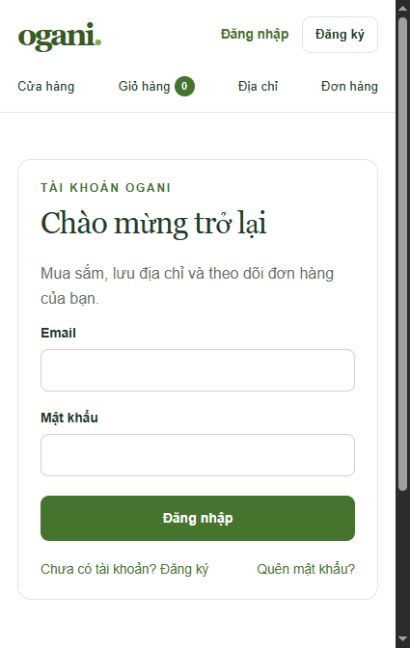 ogani.
Đăng nhập
Đăng ký
Cửa hàng
Giỏ hàng 0
Địa chỉ
Đơn hàng
TÀI KHOẢN OGANI
Chào mừng trở lại
Mua sắm, lưu địa chỉ và theo dõi đơn hàng
của bạn.
Email
Mật khẩu
Đăng nhập
Chưa có tài khoản? Đăng ký
Quên mật khẩu?